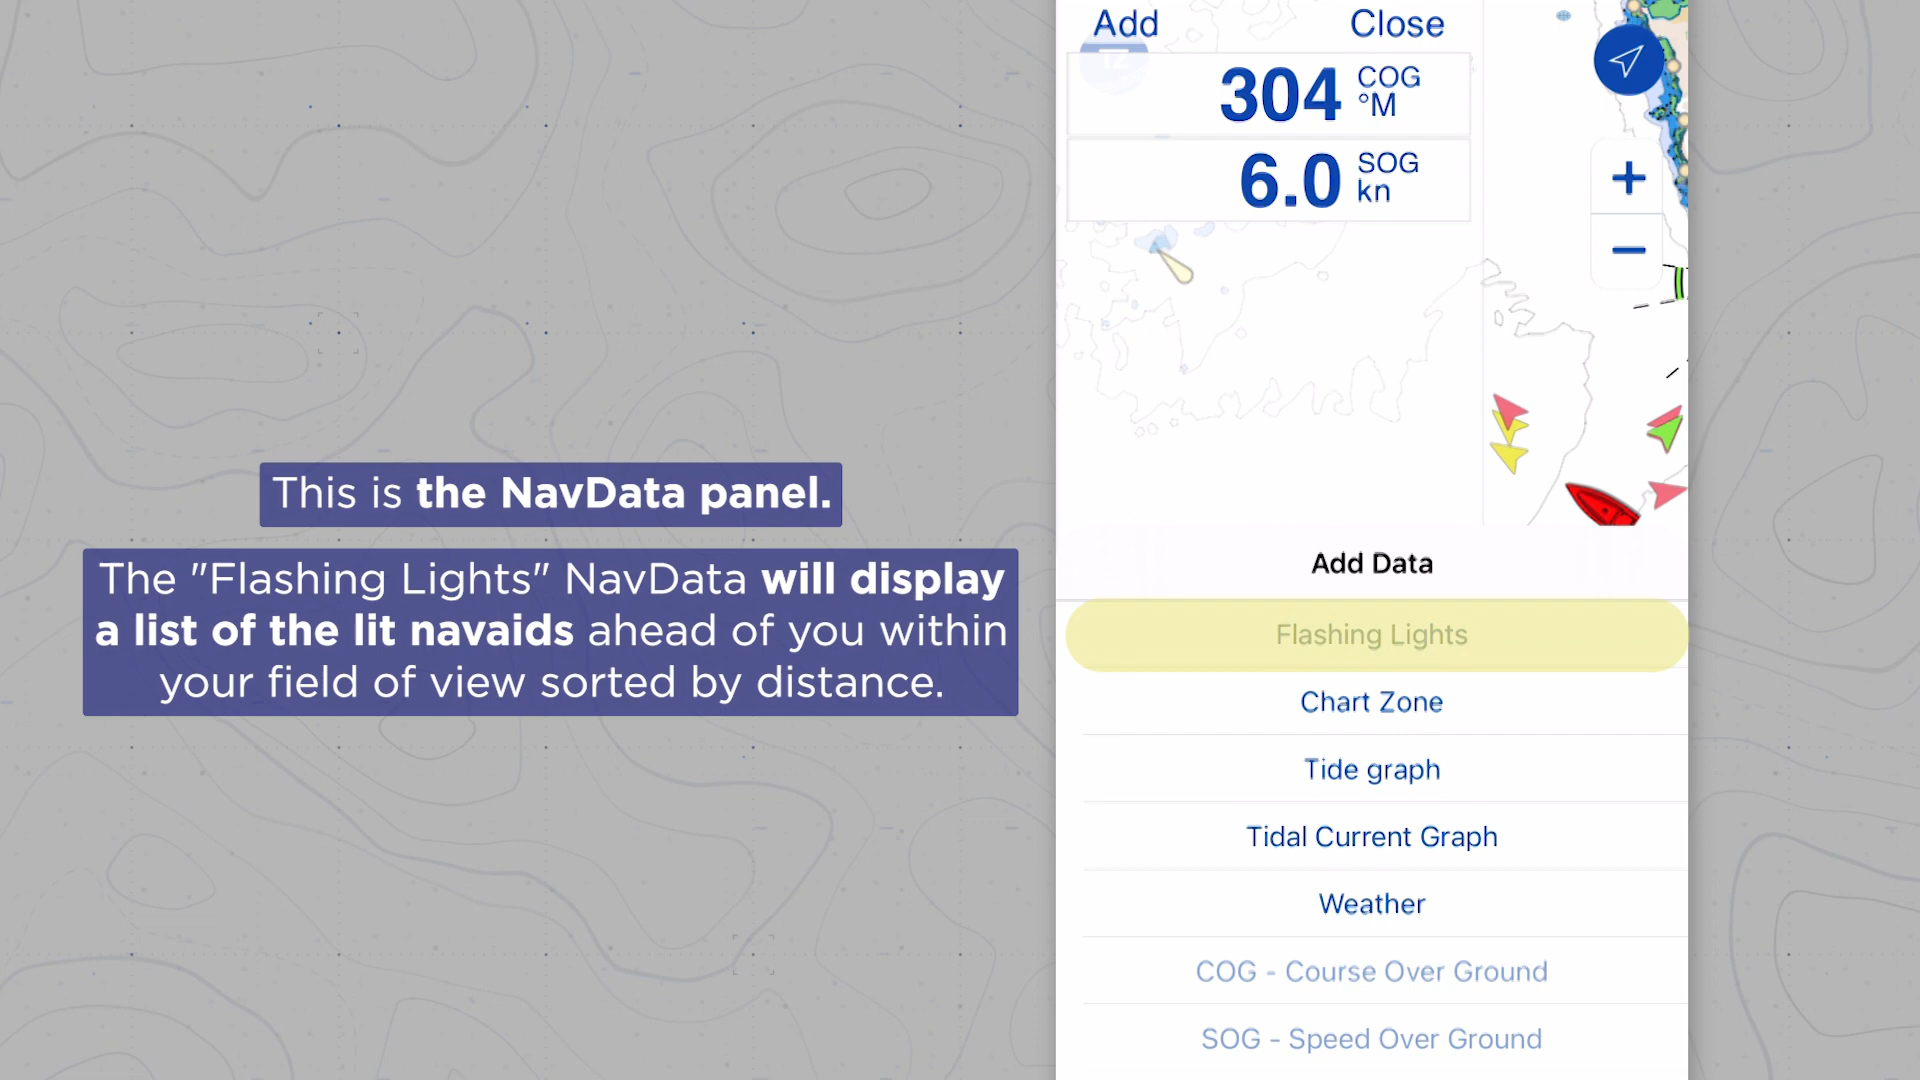 Add
Close
TZ
304 COG °M
6.0 SOG kn
This is the NavData panel.
The "Flashing Lights" NavData will display
a list of the lit navaids ahead of you within
your field of view sorted by distance.
Add Data
Flashing Lights
Chart Zone
Tide graph
Tidal Current Graph
Weather
COG - Course Over Ground
SOG - Speed Over Ground